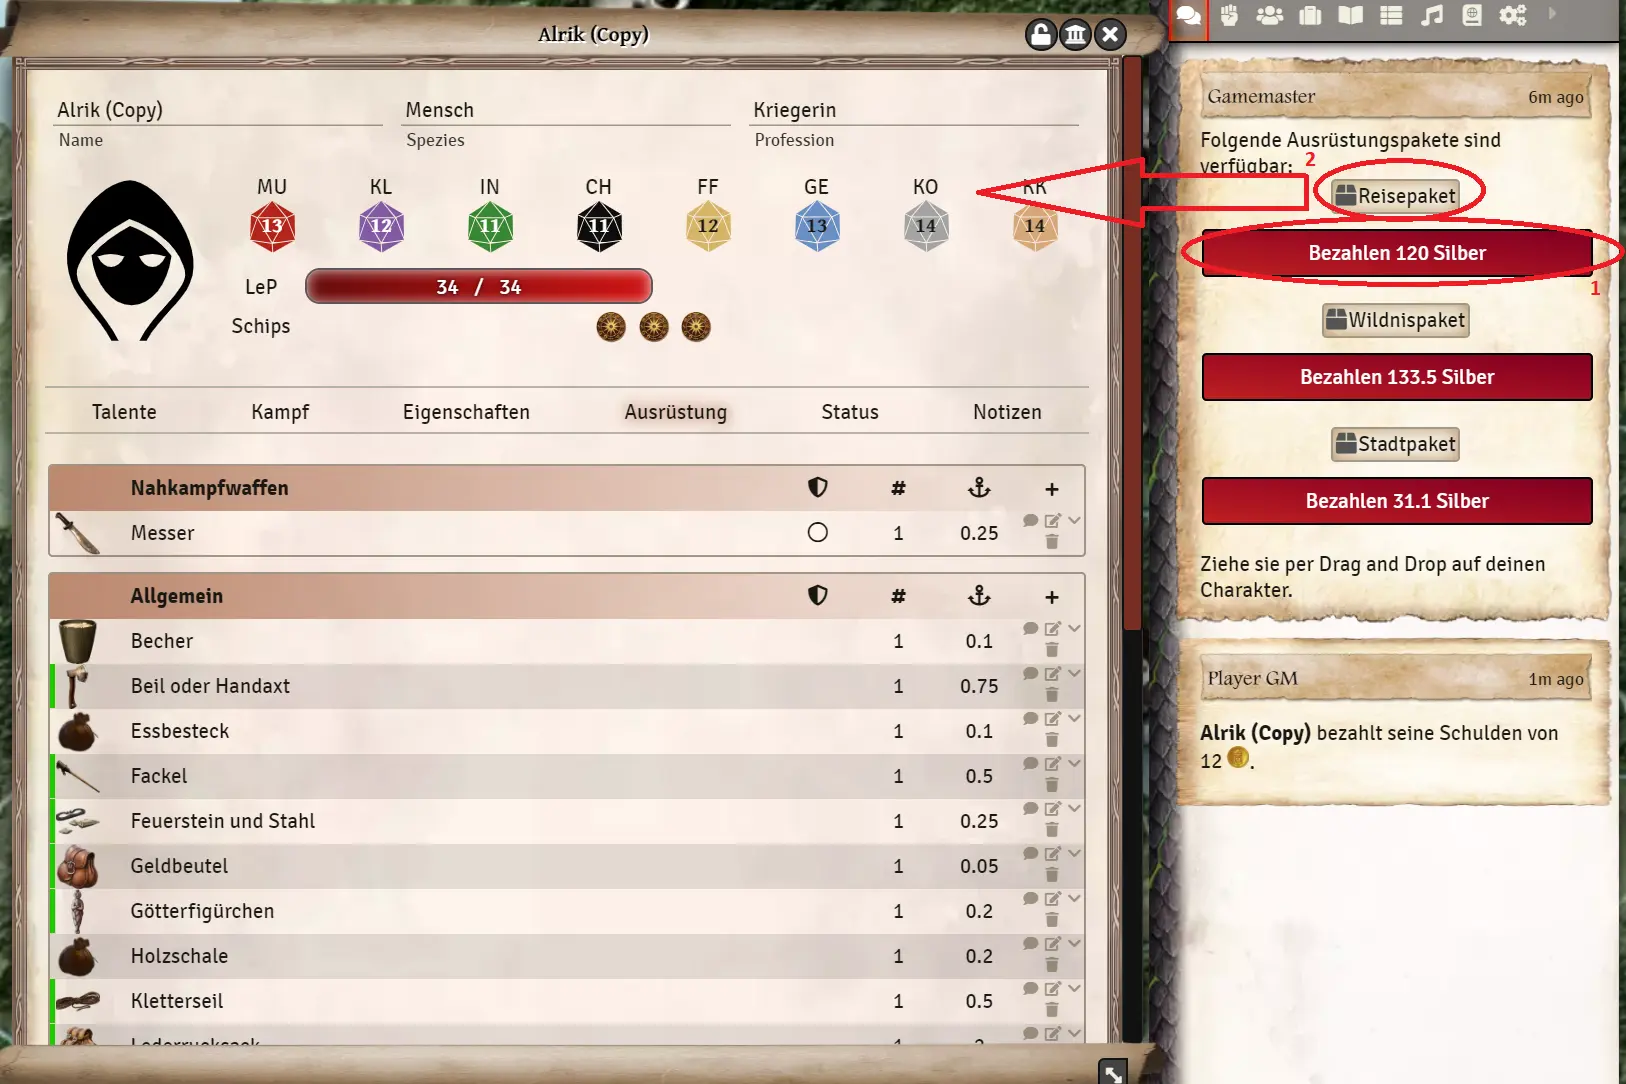 Alrik (Copy)
Alrik (Copy)
Name
Mensch
Spezies
Kriegerin
Profession
MU KL IN CH FF GE KO KK
13 12 11 11 12 13 14 14
LeP 34 / 34
Schips
Talente Kampf Eigenschaften Ausrüstung Status Notizen
Nahkampfwaffen # +
Messer 1 0.25
Allgemein # +
Becher 1 0.1
Beil oder Handaxt 1 0.75
Essbesteck 1 0.1
Fackel 1 0.5
Feuerstein und Stahl 1 0.25
Geldbeutel 1 0.05
Götterfigürchen 1 0.2
Holzschale 1 0.2
Kletterseil 1 0.5
Lederrucksack 1 2
Gamemaster 6m ago
Folgende Ausrüstungspakete sind
verfügbar:
2
Reisepaket
Bezahlen 120 Silber
1
Wildnispaket
Bezahlen 133.5 Silber
Stadtpaket
Bezahlen 31.1 Silber
Ziehe sie per Drag and Drop auf deinen
Charakter.
Player GM 1m ago
Alrik (Copy) bezahlt seine Schulden von
12 .